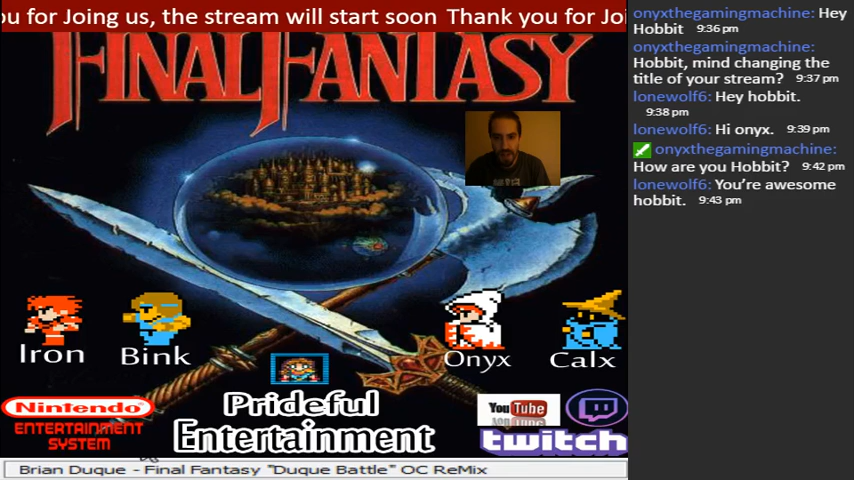 ou for Joing us, the stream will start soon Thank you for Joi
FINAL FANTASY
Iron
Bink
Onyx
Calx
Nintendo
ENTERTAINMENT
SYSTEM
Prideful
Entertainment
YouTube
twitch
Brian Duque - Final Fantasy "Duque Battle" OC ReMix
onyxthegamingmachine: Hey
Hobbit 9:36 pm
onyxthegamingmachine:
Hobbit, mind changing the
title of your stream? 9:37 pm
lonewolf6: Hey hobbit.
9:38 pm
lonewolf6: Hi onyx. 9:39 pm
onyxthegamingmachine:
How are you Hobbit? 9:42 pm
lonewolf6: You're awesome
hobbit. 9:43 pm